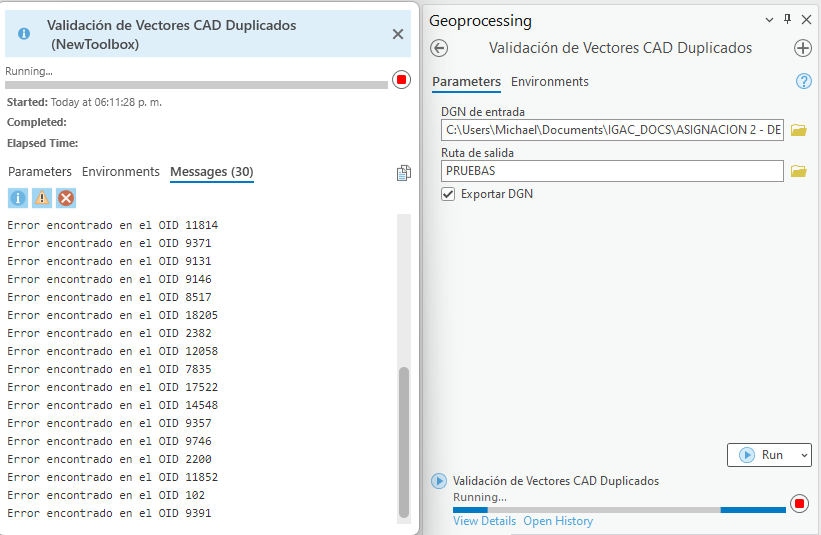 Validación de Vectores CAD Duplicados
(NewToolbox)
Running...
Started: Today at 06:11:28 p. m.
Completed:
Elapsed Time:
Parameters Environments Messages (30)
Error encontrado en el OID 11814
Error encontrado en el OID 9371
Error encontrado en el OID 9131
Error encontrado en el OID 9146
Error encontrado en el OID 8517
Error encontrado en el OID 18205
Error encontrado en el OID 2382
Error encontrado en el OID 12058
Error encontrado en el OID 7835
Error encontrado en el OID 17522
Error encontrado en el OID 14548
Error encontrado en el OID 9357
Error encontrado en el OID 9746
Error encontrado en el OID 2200
Error encontrado en el OID 11852
Error encontrado en el OID 102
Error encontrado en el OID 9391
Geoprocessing
Validación de Vectores CAD Duplicados
Parameters Environments
DGN de entrada
C:\Users\Michael\Documents\IGAC_DOCS\ASIGNACION 2 - DE
Ruta de salida
PRUEBAS
Exportar DGN
Run
Validación de Vectores CAD Duplicados
Running...
View Details Open History